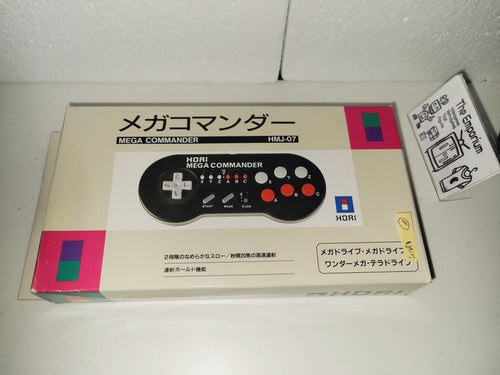 メガコマンダー
MEGA COMMANDER HMJ-07
HORI
MEGA COMMANDER
X Y Z A B C
START MODE SLOW
X Y Z
A B C
HORI
2段階のなめらかなスロー/秒間20発の高速連射
連射ホールド機能
メガドライブ・メガドライブ
ワンダーメガ・テラドライブ
HORI
The Emporium